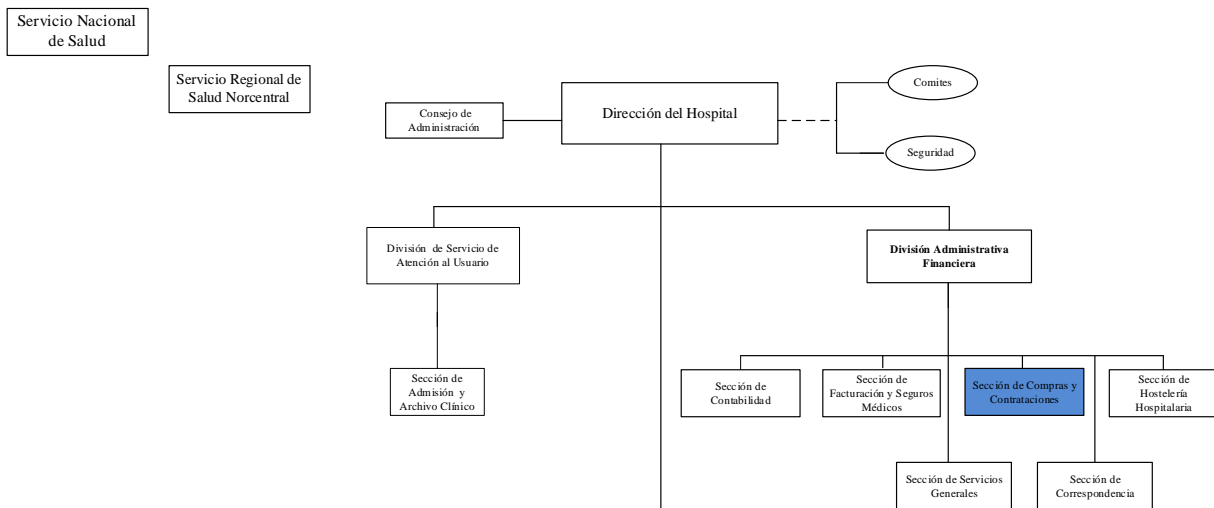 Servicio Nacional
de Salud
Servicio Regional de
Salud Norcentral
Consejo de
Administración
Dirección del Hospital
Comites
Seguridad
División de Servicio de
Atención al Usuario
División Administrativa
Financiera
Sección de
Admisión y
Archivo Clínico
Sección de
Contabilidad
Sección de
Facturación y Seguros
Médicos
Sección de Compras y
Contrataciones
Sección de
Hostelería
Hospitalaria
Sección de Servicios
Generales
Sección de
Correspondencia